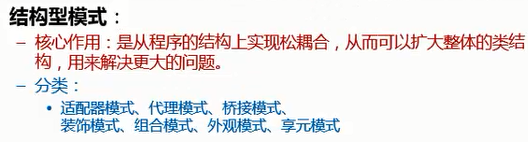 结构型模式：
– 核心作用：是从程序的结构上实现松耦合，从而可以扩大整体的类结
构，用来解决更大的问题。
– 分类：
• 适配器模式、代理模式、桥接模式、
装饰模式、组合模式、外观模式、享元模式